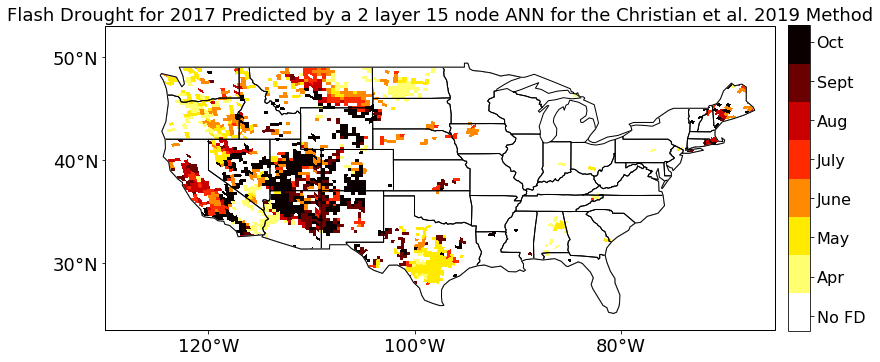 Flash Drought for 2017 Predicted by a 2 layer 15 node ANN for the Christian et al. 2019 Method
50°N
40°N
30°N
120°W
100°W
80°W
Oct
Sept
Aug
July
June
May
Apr
No FD